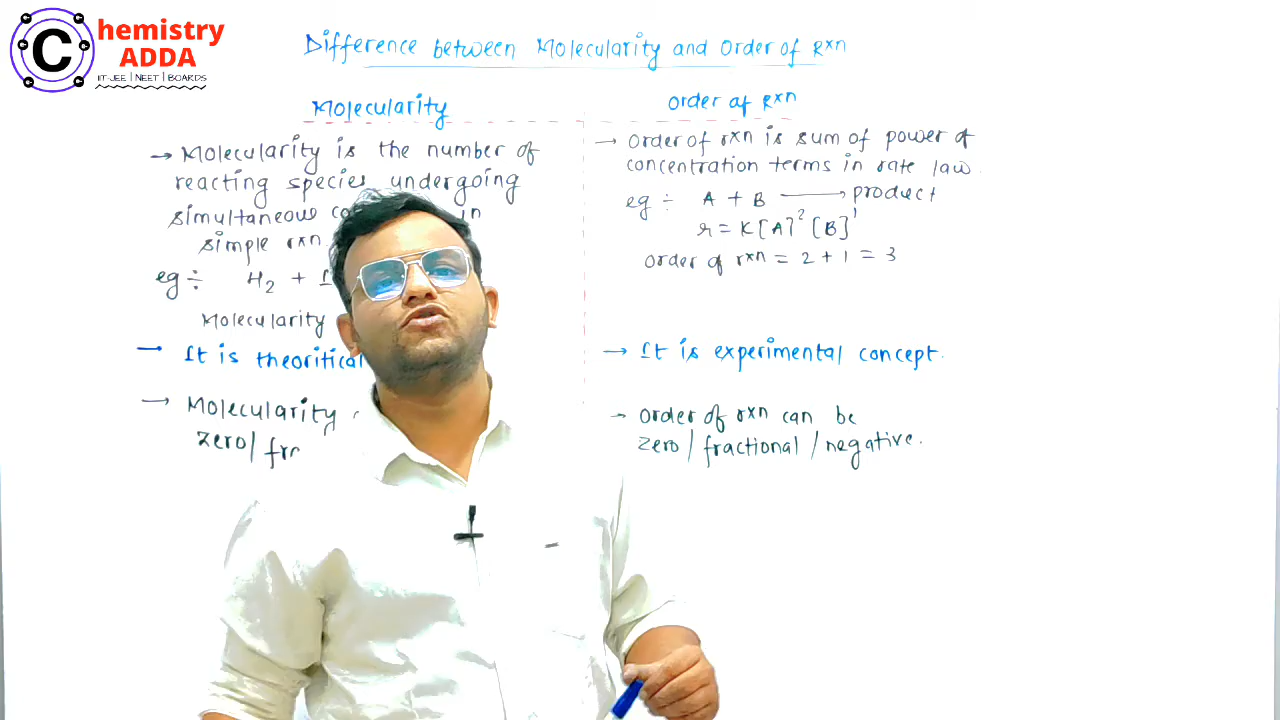 Chemistry
ADDA
IIT-JEE | NEET | BOARDS
Difference between Molecularity and Order of Rxn
Molecularity
→ Molecularity is the number of
reacting species undergoing
simultaneous in
simple rxn.
eg ÷ H2 +
Molecularity
→ It is theoritical
→ Molecularity
zero/
Order of Rxn
→ Order of rxn is sum of power of
concentration terms in rate law.
eg ÷ A + B ⟶ product
r = K[A]² [B]¹
Order of rxn = 2 + 1 = 3
→ It is experimental concept.
→ Order of rxn can be
zero/fractional/negative.